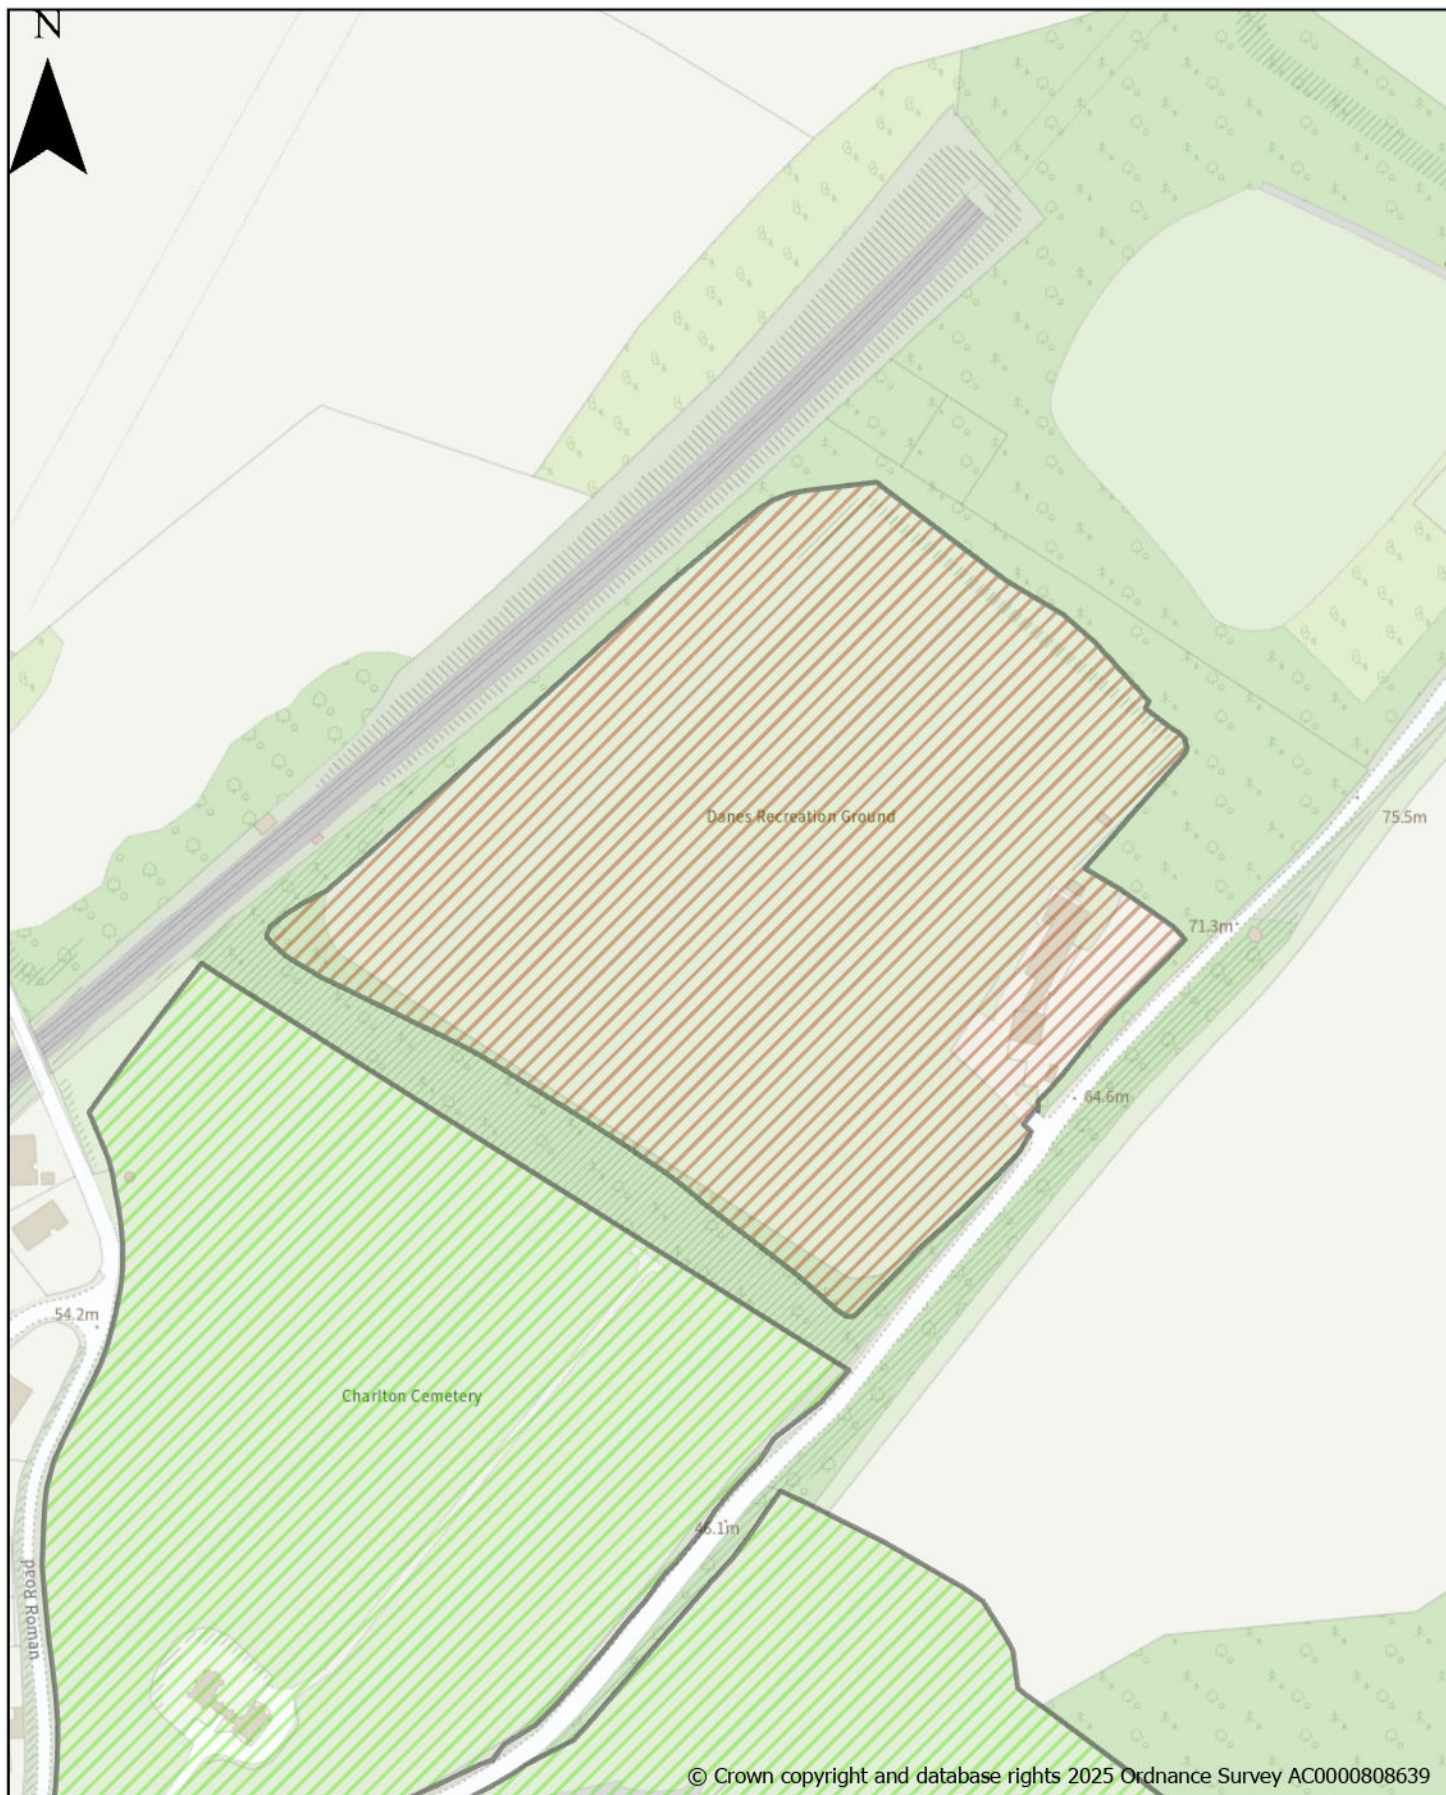 N
Danes Recreation Ground
75.5m
71.3m
64.6m
54.2m
Charlton Cemetery
46.1m
Roman Road
© Crown copyright and database rights 2025 Ordnance Survey AC0000808639